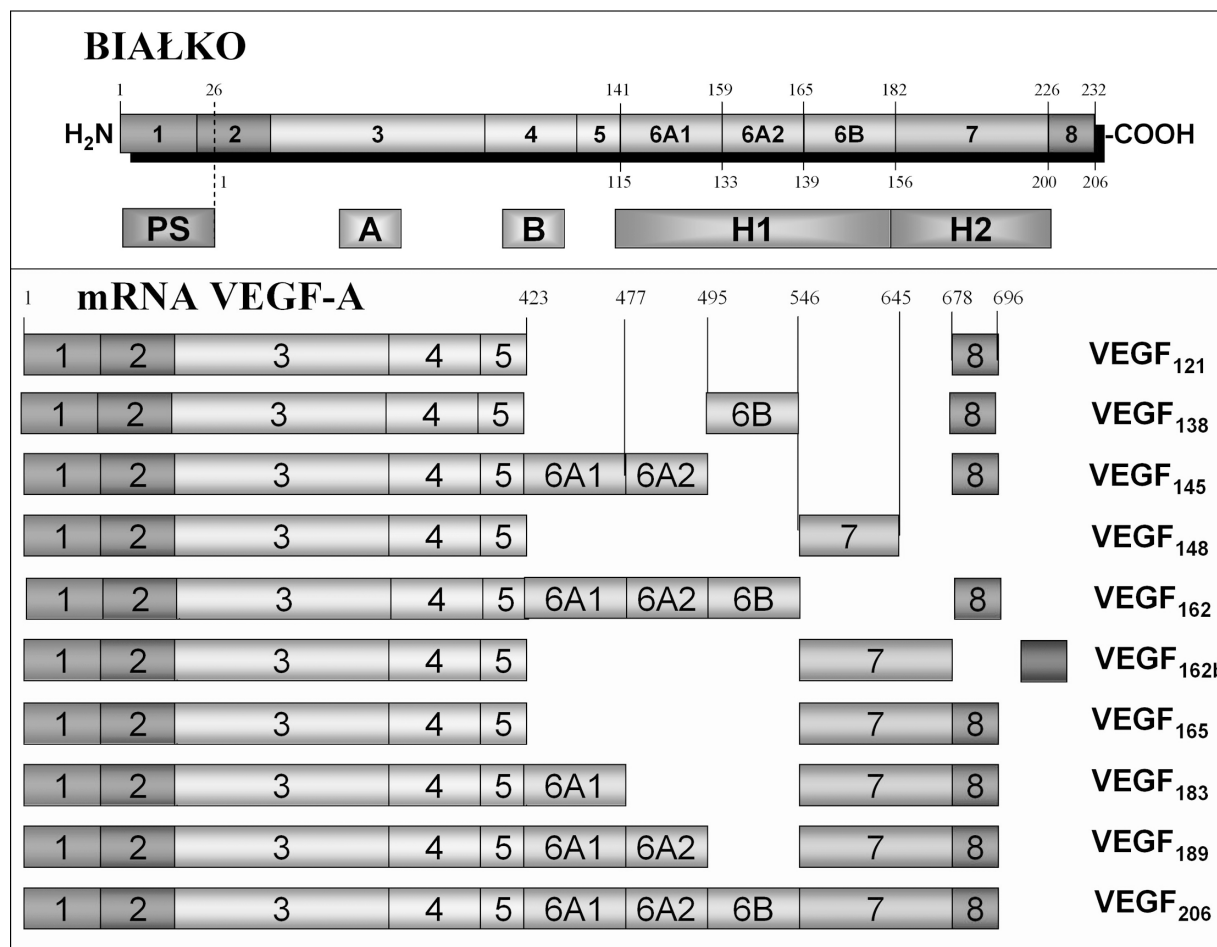 BIAŁKO
1 26 141 159 165 182 226 232
H₂N 1 2 3 4 5 6A1 6A2 6B 7 8 -COOH
1 115 133 139 156 200 206
PS A B H1 H2
1 mRNA VEGF-A 423 477 495 546 645 678 696
1 2 3 4 5 8 VEGF₁₂₁
1 2 3 4 5 6B 8 VEGF₁₃₈
1 2 3 4 5 6A1 6A2 8 VEGF₁₄₅
1 2 3 4 5 7 VEGF₁₄₈
1 2 3 4 5 6A1 6A2 6B 8 VEGF₁₆₂
1 2 3 4 5 7 VEGF₁₆₂b
1 2 3 4 5 7 8 VEGF₁₆₅
1 2 3 4 5 6A1 7 8 VEGF₁₈₃
1 2 3 4 5 6A1 6A2 7 8 VEGF₁₈₉
1 2 3 4 5 6A1 6A2 6B 7 8 VEGF₂₀₆